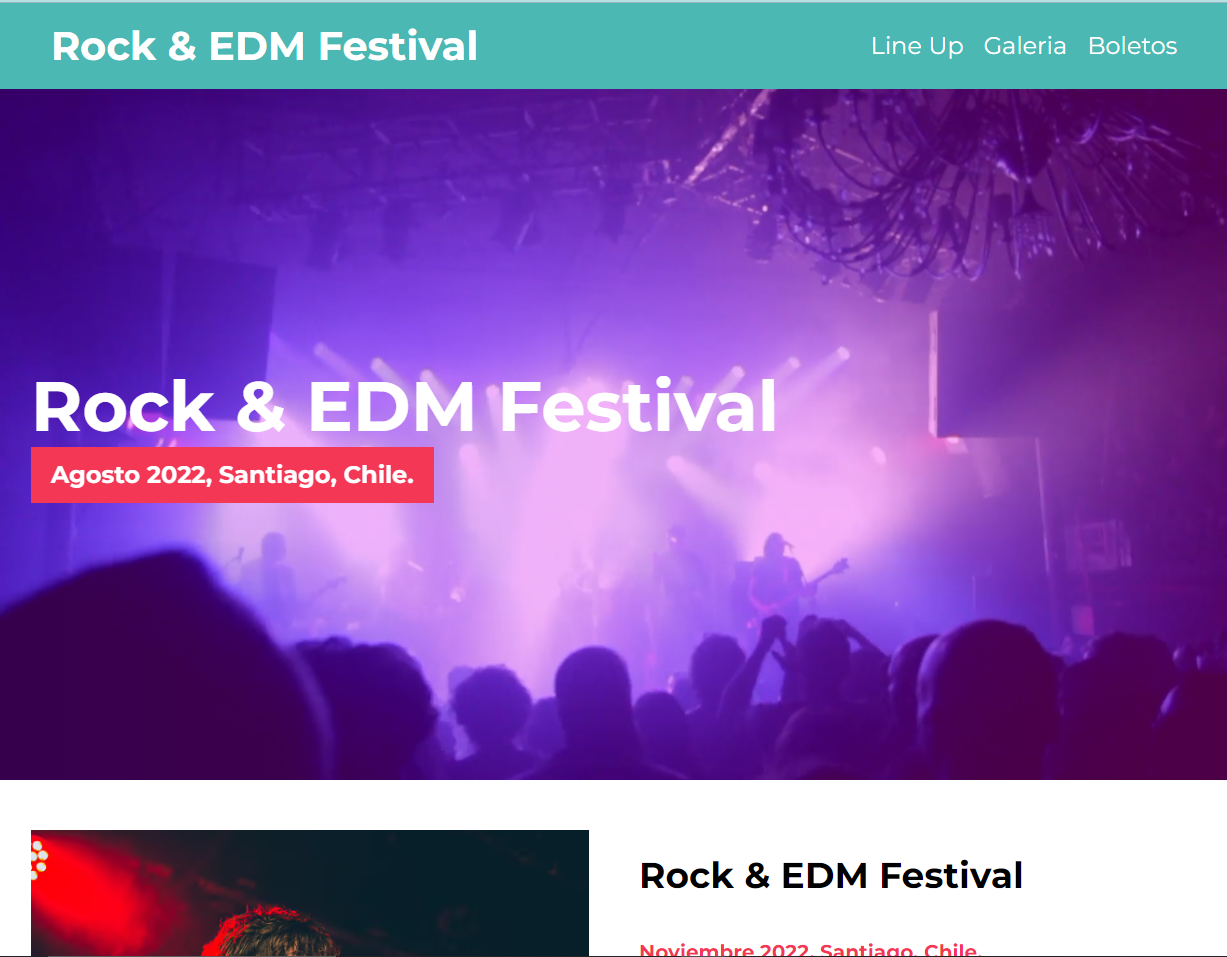 Rock & EDM Festival
Line Up Galeria Boletos
Rock & EDM Festival
Agosto 2022, Santiago, Chile.
Rock & EDM Festival
Noviembre 2022, Santiago, Chile.